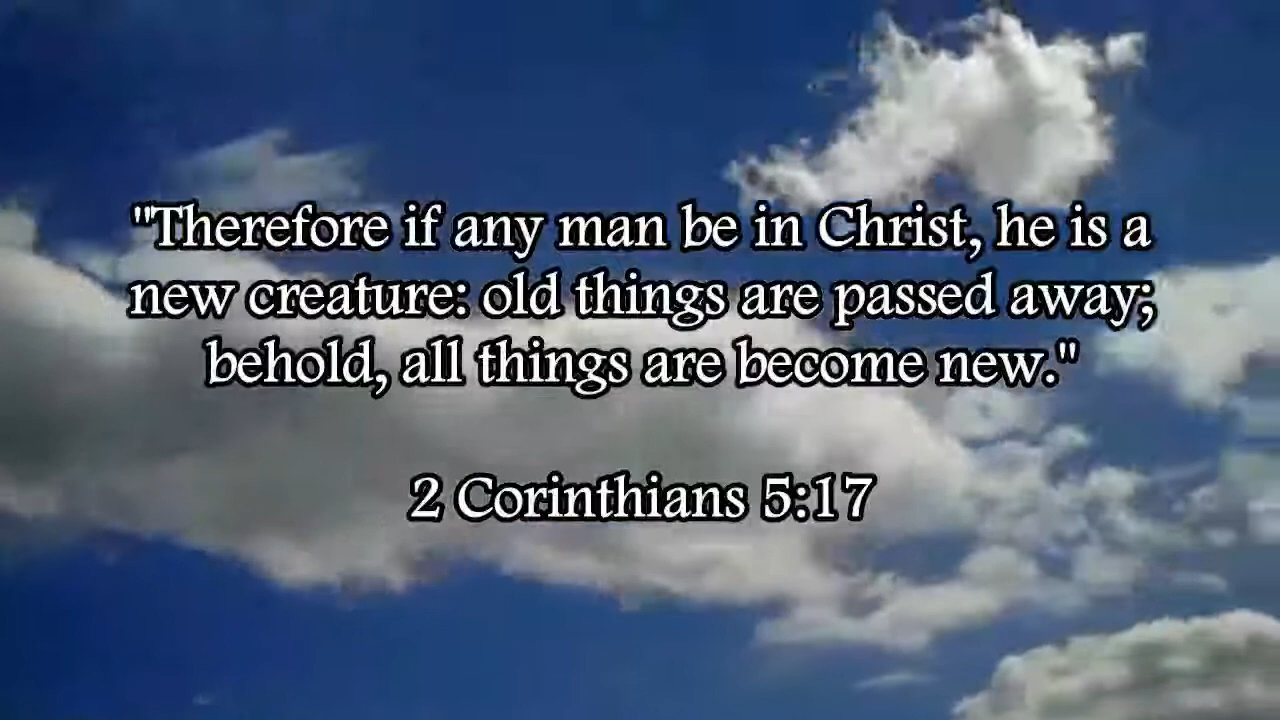 "Therefore if any man be in Christ, he is a
new creature: old things are passed away;
behold, all things are become new."
2 Corinthians 5:17